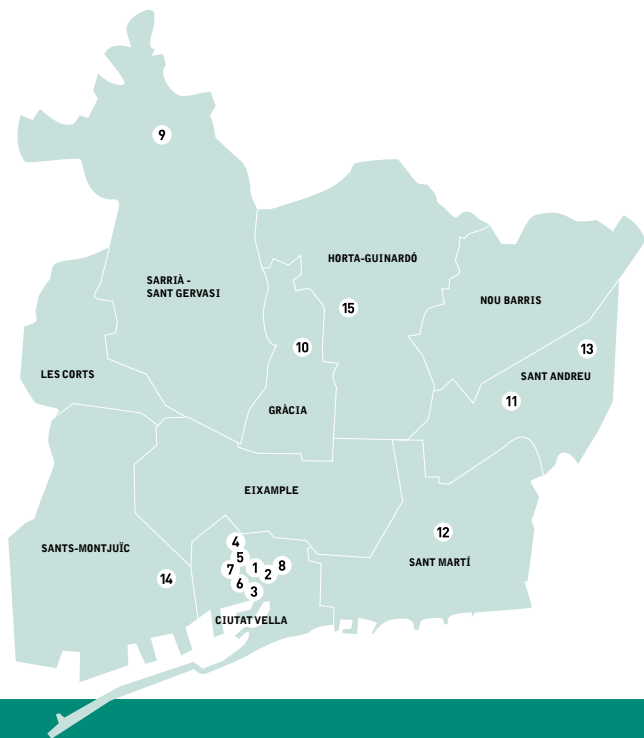 9
HORTA-GUINARDÓ
SARRIÀ -
SANT GERVASI
NOU BARRIS
15
10
13
LES CORTS
SANT ANDREU
11
GRÀCIA
EIXAMPLE
12
4
SANTS-MONTJUÏC
5
SANT MARTÍ
7
1
8
2
14
6
3
CIUTAT VELLA